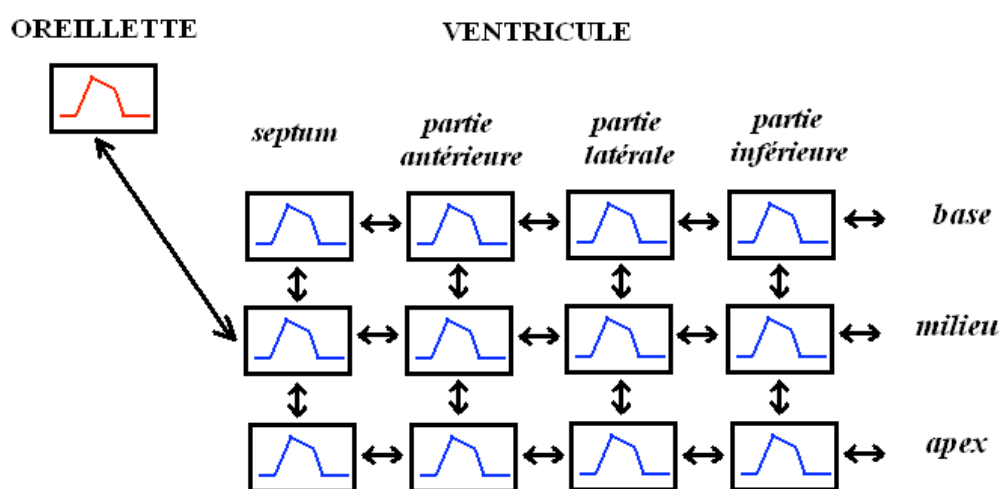 OREILLETTE
VENTRICULE
septum
partie
antérieure
partie
latérale
partie
inférieure
base
milieu
apex